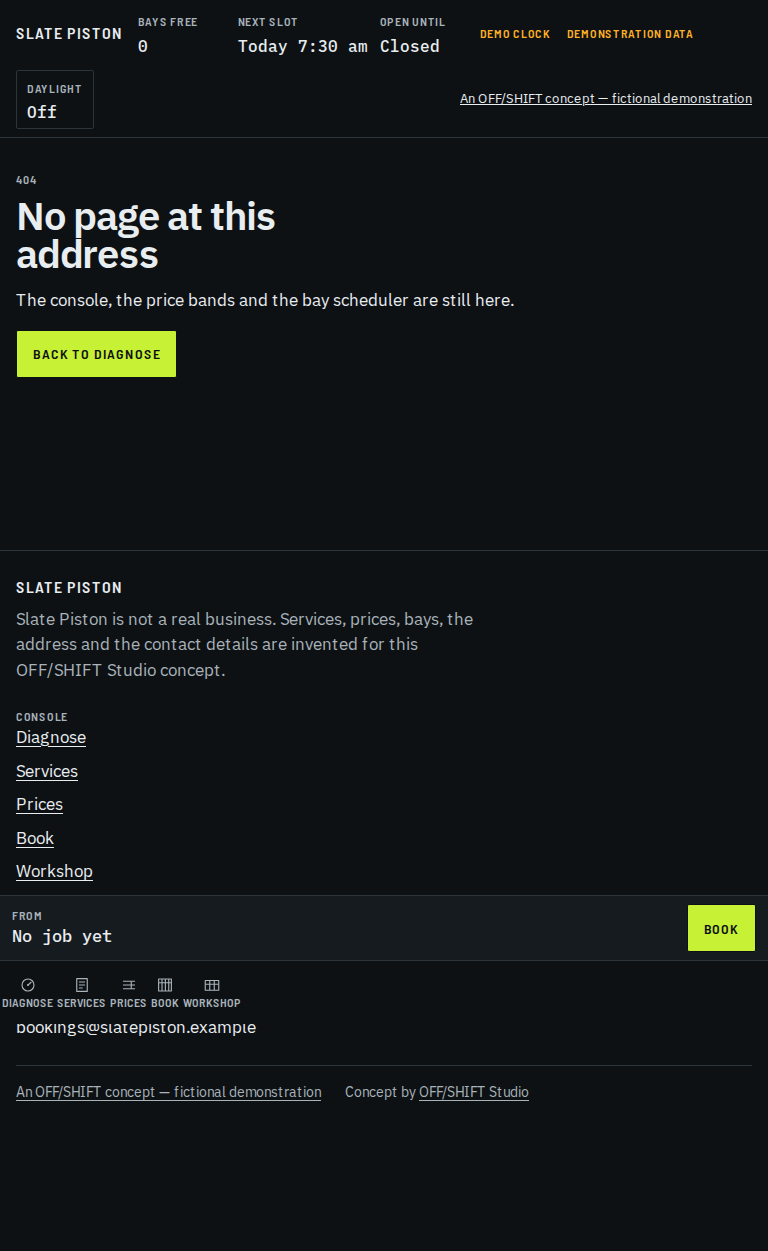 SLATE PISTON
BAYS FREE
0
NEXT SLOT
Today 7:30 am
OPEN UNTIL
Closed
DEMO CLOCK
DEMONSTRATION DATA
DAYLIGHT
Off
An OFF/SHIFT concept — fictional demonstration
404
No page at this
address
The console, the price bands and the bay scheduler are still here.
BACK TO DIAGNOSE
SLATE PISTON
Slate Piston is not a real business. Services, prices, bays, the
address and the contact details are invented for this
OFF/SHIFT Studio concept.
CONSOLE
Diagnose
Services
Prices
Book
Workshop
FROM
No job yet
BOOK
DIAGNOSE
SERVICES
PRICES
BOOK
WORKSHOP
bookings@slatepiston.example
An OFF/SHIFT concept — fictional demonstration
Concept by OFF/SHIFT Studio